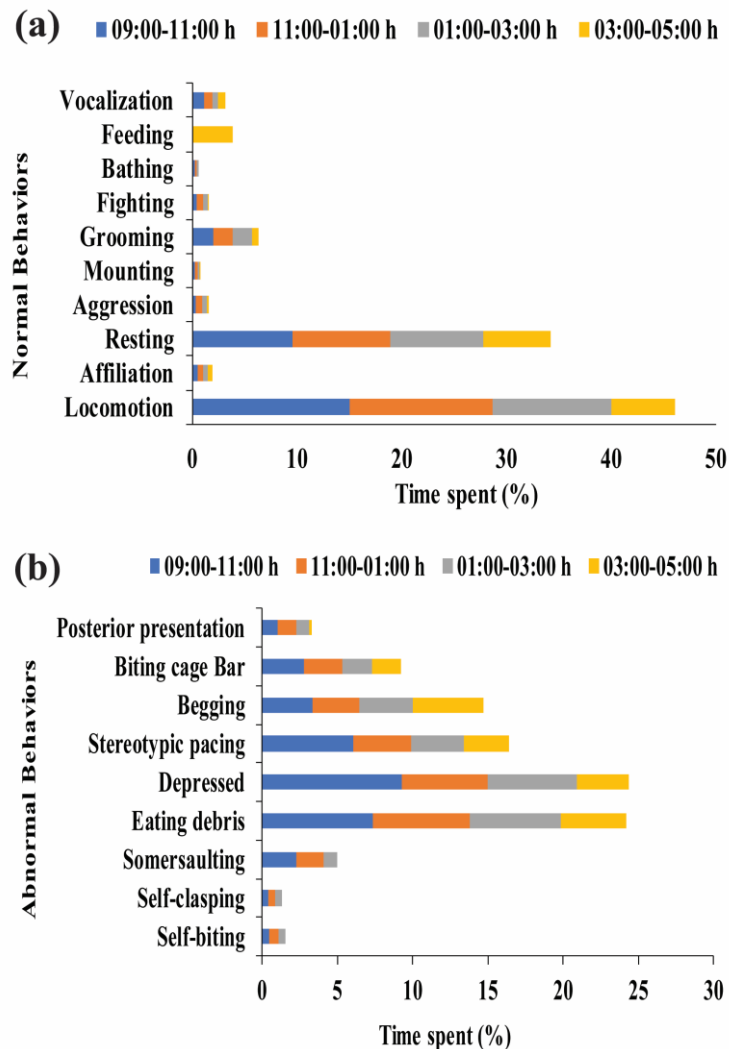 (a)
09:00-11:00 h 11:00-01:00 h 01:00-03:00 h 03:00-05:00 h
Normal Behaviors
Vocalization
Feeding
Bathing
Fighting
Grooming
Mounting
Aggression
Resting
Affiliation
Locomotion
0 10 20 30 40 50
Time spent (%)
(b)
09:00-11:00 h 11:00-01:00 h 01:00-03:00 h 03:00-05:00 h
Abnormal Behaviors
Posterior presentation
Biting cage Bar
Begging
Stereotypic pacing
Depressed
Eating debris
Somersaulting
Self-clasping
Self-biting
0 5 10 15 20 25 30
Time spent (%)